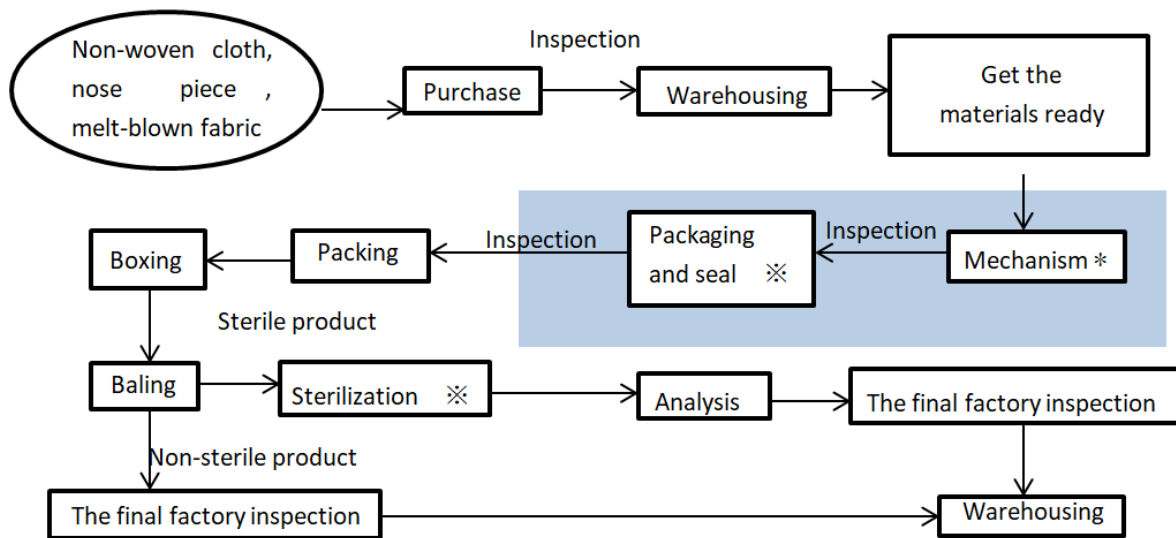 Non-woven cloth,
nose piece ,
melt-blown fabric
Purchase
Inspection
Warehousing
Get the
materials ready
Mechanism *
Inspection
Packaging
and seal ※
Inspection
Packing
Boxing
Sterile product
Baling
Sterilization ※
Analysis
The final factory inspection
Non-sterile product
The final factory inspection
Warehousing